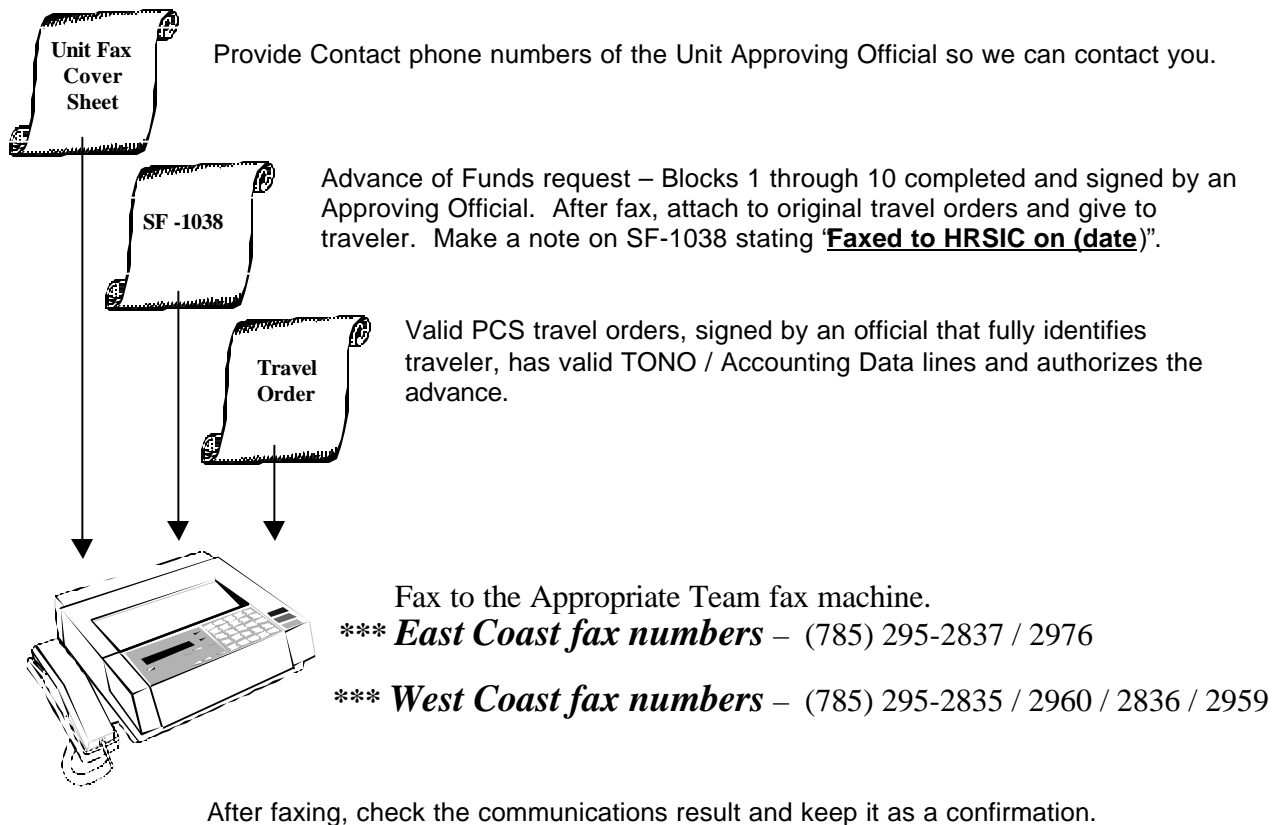 Unit Fax
Cover
Sheet
Provide Contact phone numbers of the Unit Approving Official so we can contact you.
SF -1038
Advance of Funds request – Blocks 1 through 10 completed and signed by an
Approving Official.  After fax, attach to original travel orders and give to
traveler.  Make a note on SF-1038 stating “Faxed to HRSIC on (date)”.
Travel
Order
Valid PCS travel orders, signed by an official that fully identifies
traveler, has valid TONO / Accounting Data lines and authorizes the
advance.
Fax to the Appropriate Team fax machine.
*** East Coast fax numbers – (785) 295-2837 / 2976
*** West Coast fax numbers – (785) 295-2835 / 2960 / 2836 / 2959
After faxing, check the communications result and keep it as a confirmation.